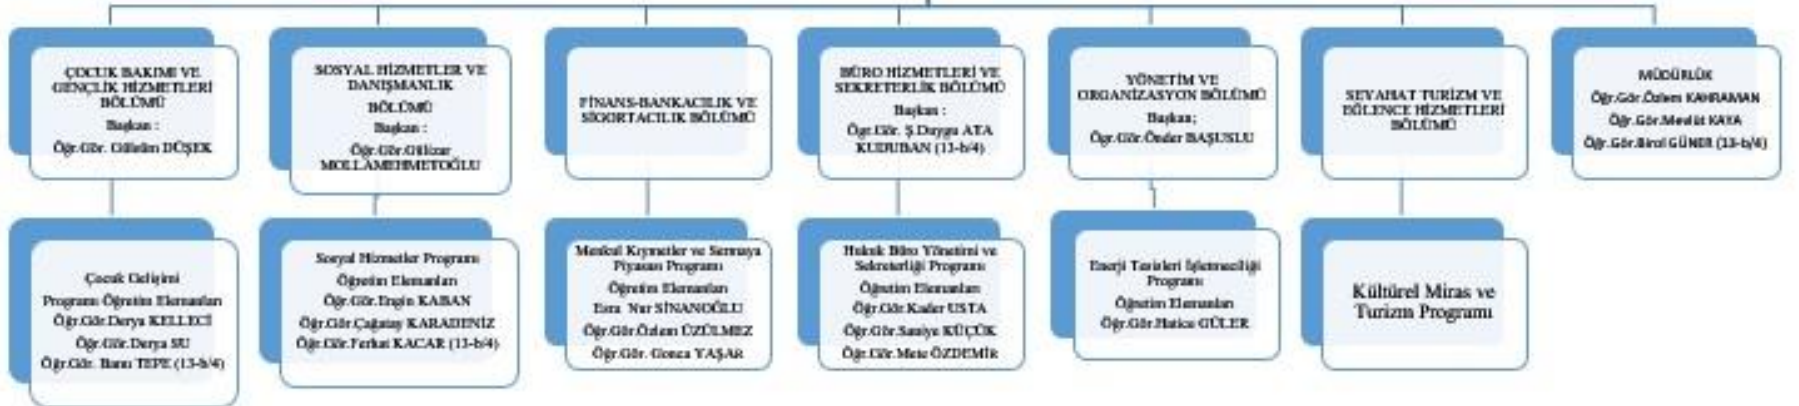 ÇOCUK BAKIMI VE
GENÇLİK HİZMETLERİ
BÖLÜMÜ
Başkan :
Öğr.Gör. Gülsüm DÜŞEK
SOSYAL HİZMETLER VE
DANIŞMANLIK
BÖLÜMÜ
Başkan :
Öğr.Gör.Gülizar
MOLLAMEHMETOĞLU
FİNANS-BANKACILIK VE
SİGORTACILIK BÖLÜMÜ
BÜRO HİZMETLERİ VE
SEKRETERLİK BÖLÜMÜ
Başkan :
Ögr.Gör. Ş.Duygu ATA
KUDUBAN (13-b/4)
YÖNETİM VE
ORGANİZASYON BÖLÜMÜ
Başkan;
Ögr.Gör.Önder BAŞUSLU
SEYAHAT TURİZM VE
EĞLENCE HİZMETLERİ
BÖLÜMÜ
MÜDÜRLÜK
Öğr.Gör.Özlem KAHRAMAN
Öğr.Gör.Mevlüt KAYA
Öğr.Gör.Birol GÜNER (13-b/4)
Çocuk Gelişimi
Programı Öğretim Elemanları
Öğr.Gör.Derya KELLECİ
Öğr.Gör.Derya SU
Öğr.Gör. Banu TEPE (13-b/4)
Sosyal Hizmetler Programı
Öğretim Elemanları
Öğr.Gör.Engin KABAN
Öğr.Gör.Çağatay KARADENİZ
Öğr.Gör.Ferhat KACAR (13-b/4)
Menkul Kıymetler ve Sermaye
Piyasası Programı
Öğretim Elemanları
Esra Nur SİNANOĞLU
Öğr.Gör.Özlem ÜZÜLMEZ
Öğr.Gör. Gonca YAŞAR
Hukuk Büro Yönetimi ve
Sekreterliği Programı
Öğretim Elemanları
Öğr.Gör.Kader USTA
Öğr.Gör.Saniye KÜÇÜK
Öğr.Gör.Mete ÖZDEMİR
Enerji Tesisleri İşletmeciliği
Programı
Öğretim Elemanları
Öğr.Gör.Hatice GÜLER
Kültürel Miras ve
Turizm Programı